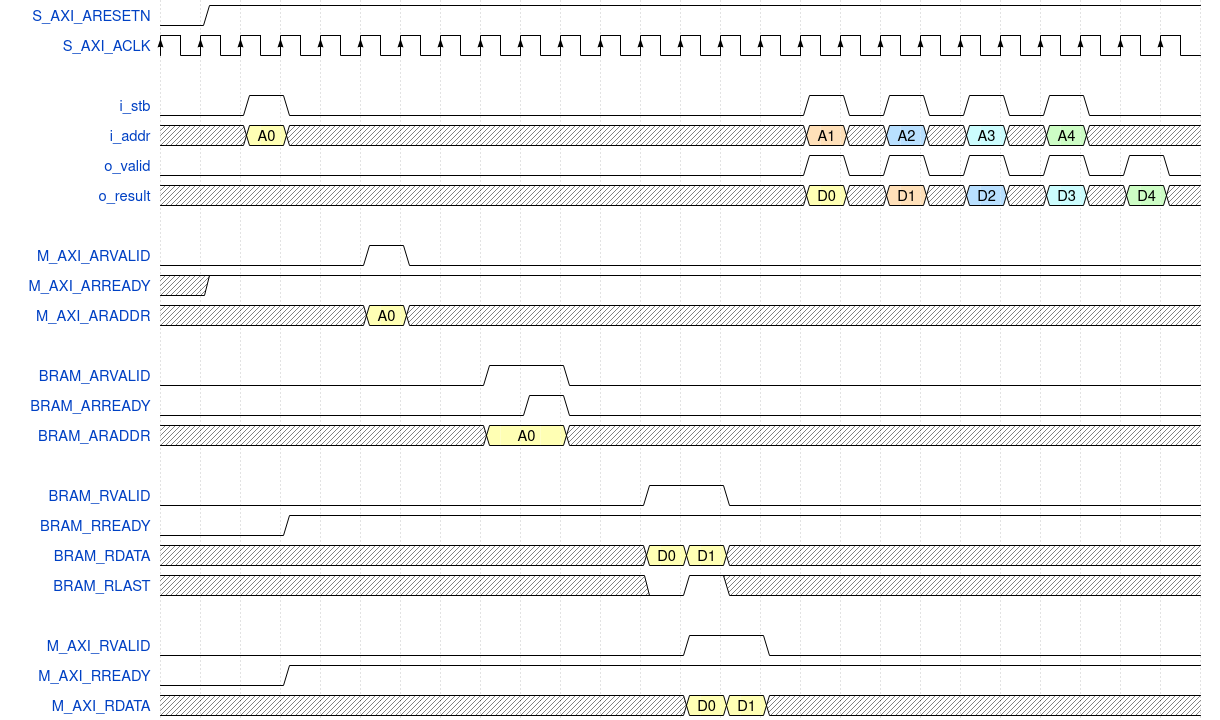 S_AXI_ARESETN
S_AXI_ACLK
i_stb
i_addr A0 A1 A2 A3 A4
o_valid
o_result D0 D1 D2 D3 D4
M_AXI_ARVALID
M_AXI_ARREADY
M_AXI_ARADDR A0
BRAM_ARVALID
BRAM_ARREADY
BRAM_ARADDR A0
BRAM_RVALID
BRAM_RREADY
BRAM_RDATA D0 D1
BRAM_RLAST
M_AXI_RVALID
M_AXI_RREADY
M_AXI_RDATA D0 D1